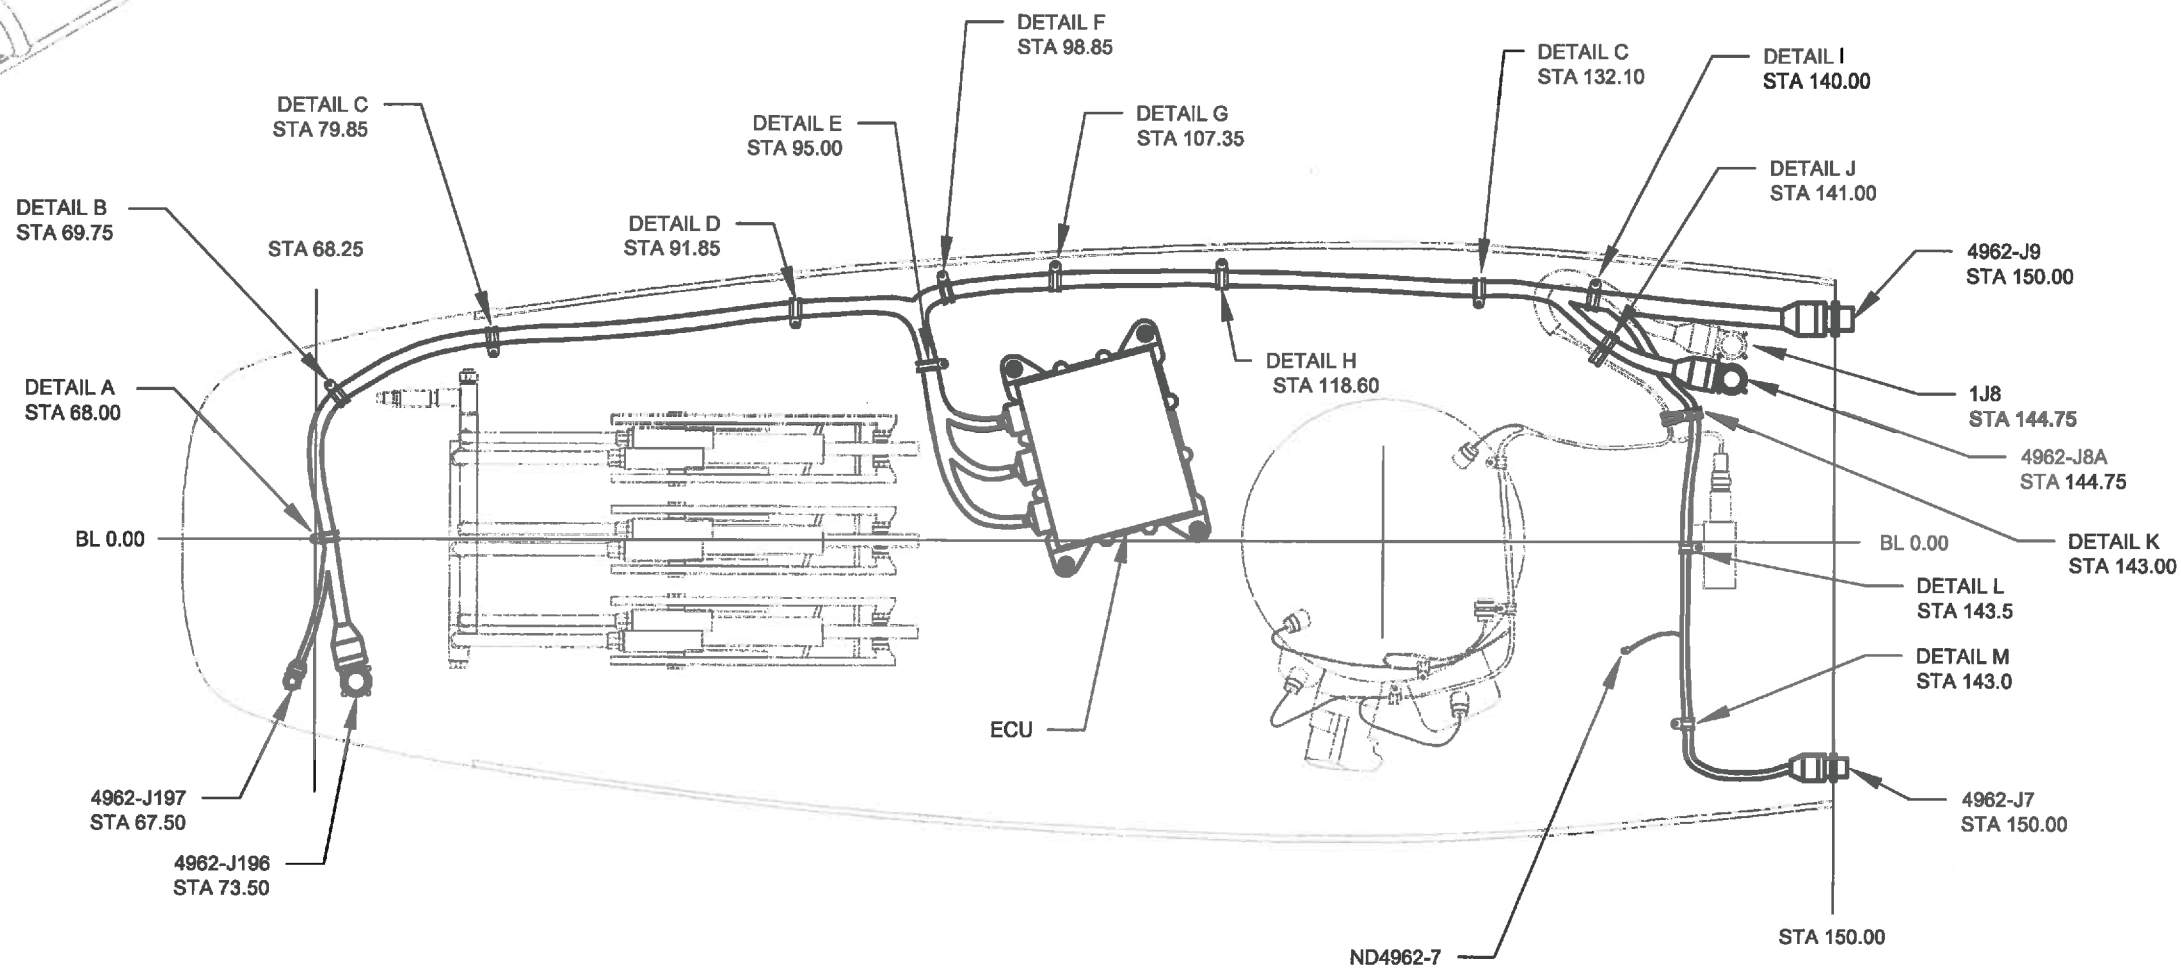 DETAIL F
STA 98.85
DETAIL C
STA 132.10
DETAIL I
STA 140.00
DETAIL C
STA 79.85
DETAIL E
STA 95.00
DETAIL G
STA 107.35
DETAIL J
STA 141.00
DETAIL B
STA 69.75
STA 68.25
DETAIL D
STA 91.85
4962-J9
STA 150.00
DETAIL A
STA 68.00
DETAIL H
STA 118.60
1J8
STA 144.75
4962-J8A
STA 144.75
BL 0.00
BL 0.00
DETAIL K
STA 143.00
DETAIL L
STA 143.5
DETAIL M
STA 143.0
ECU
4962-J197
STA 67.50
4962-J7
STA 150.00
4962-J196
STA 73.50
STA 150.00
ND4962-7